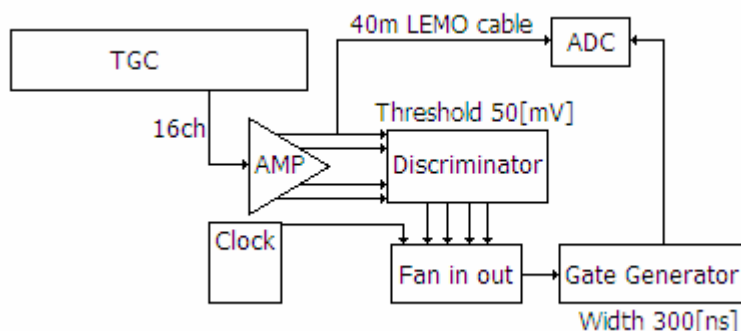 40m LEMO cable
ADC
TGC
16ch
Threshold 50[mV]
AMP
Discriminator
Clock
Fan in out
Gate Generator
Width 300[ns]